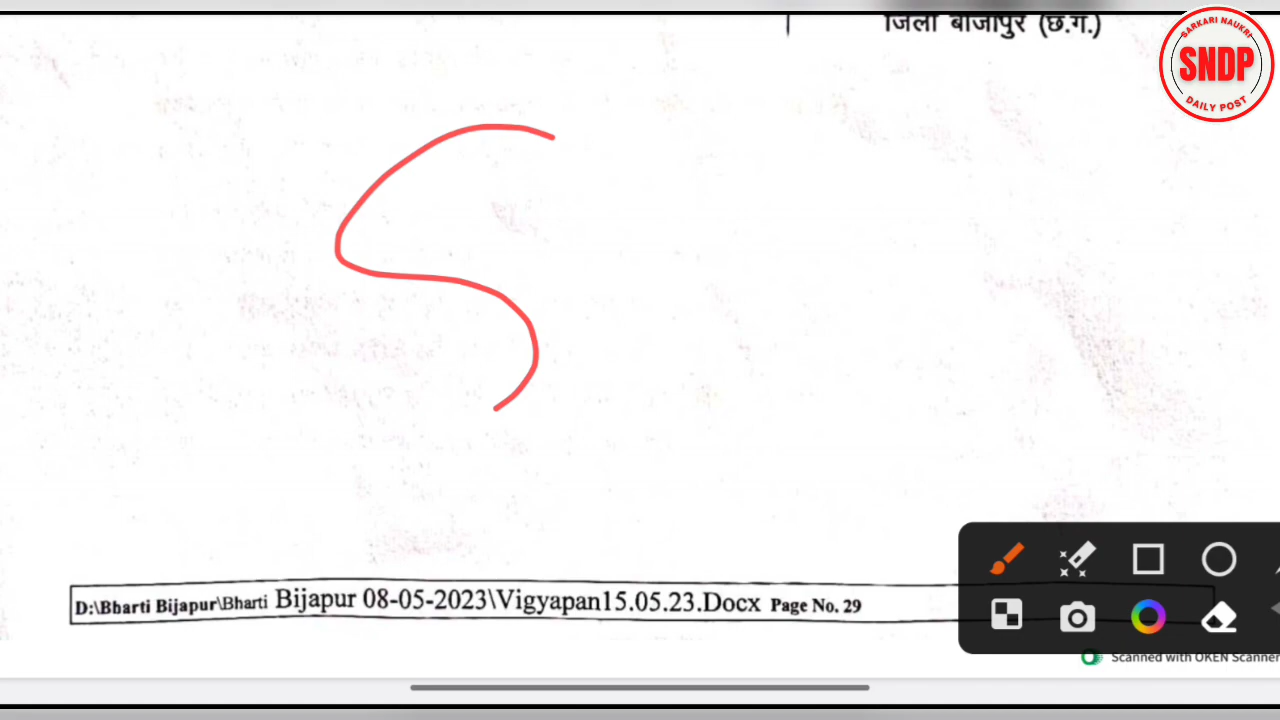 जिला बीजापुर (छ.ग.)
SARKARI NAUKRI
SNDP
DAILY POST
S
D:\Bharti Bijapur\Bharti Bijapur 08-05-2023\Vigyapan15.05.23.Docx Page No. 29
Scanned with OKEN Scanner